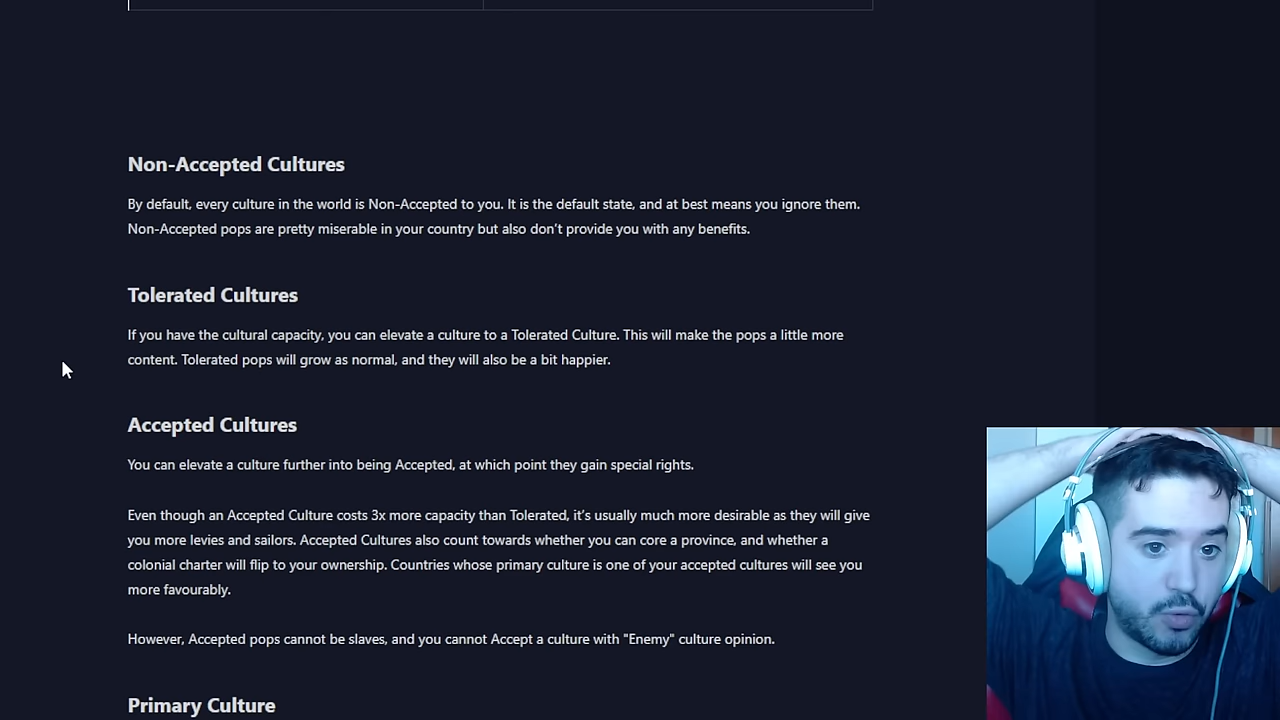 Non-Accepted Cultures
By default, every culture in the world is Non-Accepted to you. It is the default state, and at best means you ignore them.
Non-Accepted pops are pretty miserable in your country but also don’t provide you with any benefits.
Tolerated Cultures
If you have the cultural capacity, you can elevate a culture to a Tolerated Culture. This will make the pops a little more
content. Tolerated pops will grow as normal, and they will also be a bit happier.
Accepted Cultures
You can elevate a culture further into being Accepted, at which point they gain special rights.
Even though an Accepted Culture costs 3x more capacity than Tolerated, it’s usually much more desirable as they will give
you more levies and sailors. Accepted Cultures also count towards whether you can core a province, and whether a
colonial charter will flip to your ownership. Countries whose primary culture is one of your accepted cultures will see you
more favourably.
However, Accepted pops cannot be slaves, and you cannot Accept a culture with "Enemy" culture opinion.
Primary Culture